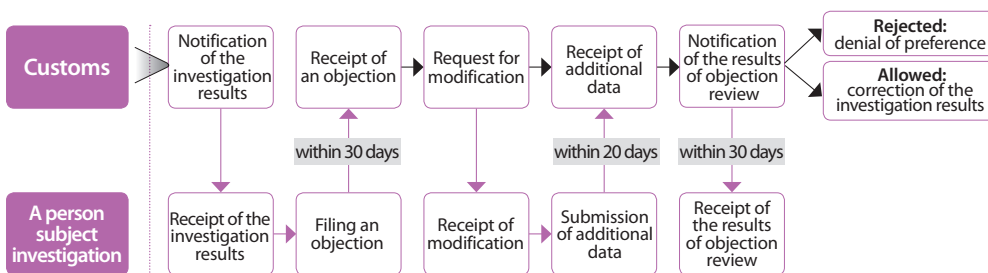 Customs
Notification
of the
investigation
results
Receipt of
an objection
Request for
modification
Receipt of
additional
data
Notification
of the results
of objection
review
Rejected:
denial of preference
Allowed:
correction of the
investigation results
within 30 days
within 20 days
within 30 days
A person
subject
investigation
Receipt of the
investigation
results
Filing an
objection
Receipt of
modification
Submission
of additional
data
Receipt of
the results
of objection
review